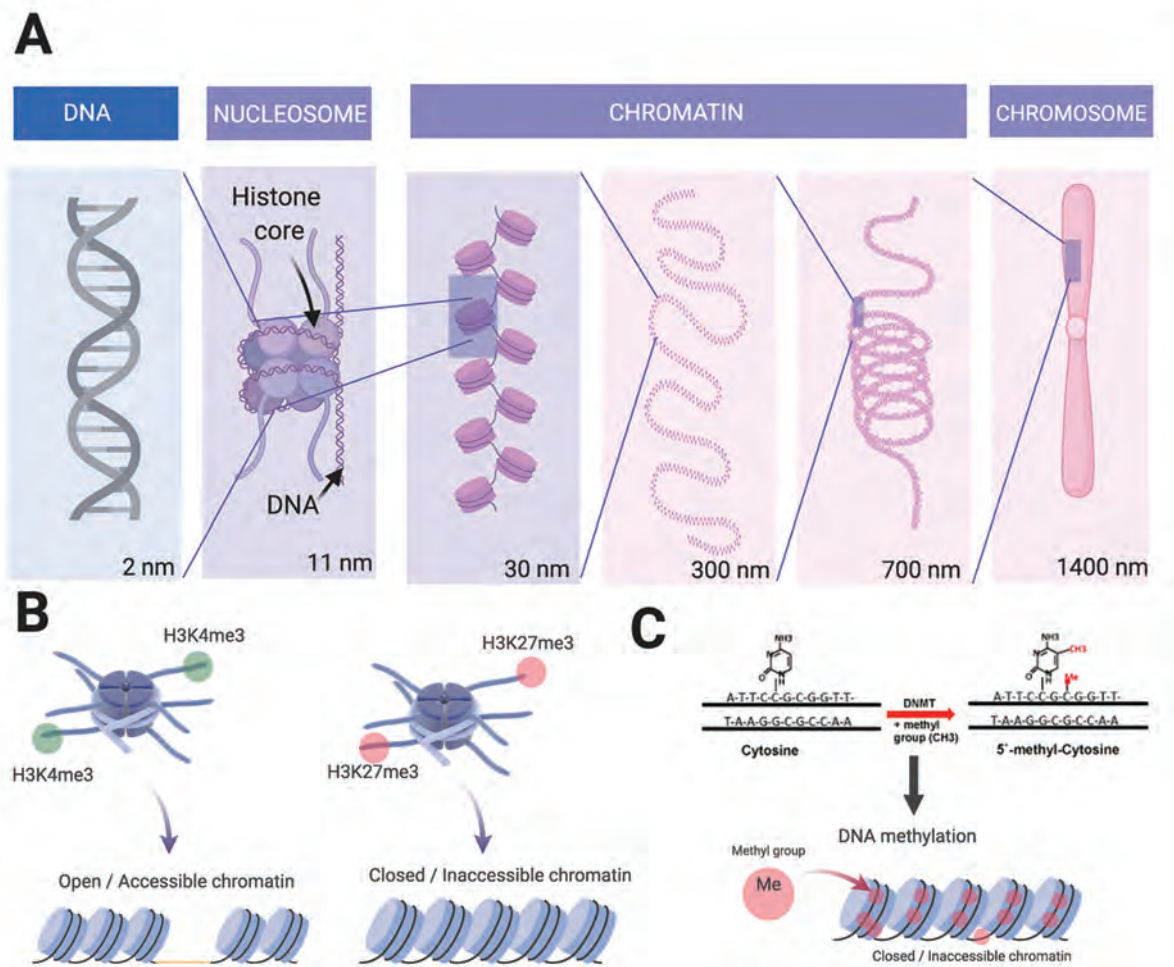 A
DNA
NUCLEOSOME
CHROMATIN
CHROMOSOME
Histone
core
DNA
2 nm
11 nm
30 nm
300 nm
700 nm
1400 nm
B
H3K4me3
H3K4me3
Open / Accessible chromatin
H3K27me3
H3K27me3
Closed / Inaccessible chromatin
C
NH3
N
O
N
A-T-T-C-C-G-C-G-G-T-T-
T-A-A-G-G-C-G-C-C-A-A
Cytosine
DNMT
+ methyl
group (CH3)
NH3
CH3
N
O
N
Me
A-T-T-C-C-G-C-G-G-T-T-
T-A-A-G-G-C-G-C-C-A-A
5`-methyl-Cytosine
DNA methylation
Methyl group
Me
Closed / Inaccessible chromatin